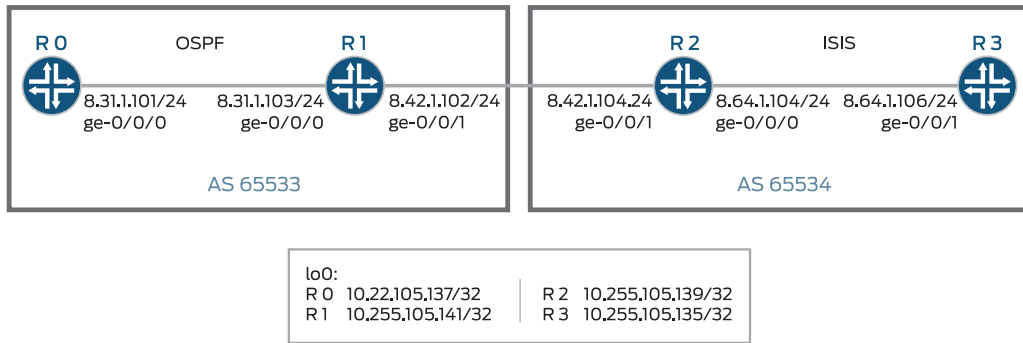 R 0 OSPF R 1
R 2 ISIS R 3
8.31.1.101/24
ge-0/0/0
8.31.1.103/24
ge-0/0/0
8.42.1.102/24
ge-0/0/1
8.42.1.104.24
ge-0/0/1
8.64.1.104/24
ge-0/0/0
8.64.1.106/24
ge-0/0/1
AS 65533
AS 65534
lo0:
R 0 10.22.105.137/32
R 1 10.255.105.141/32
R 2 10.255.105.139/32
R 3 10.255.105.135/32